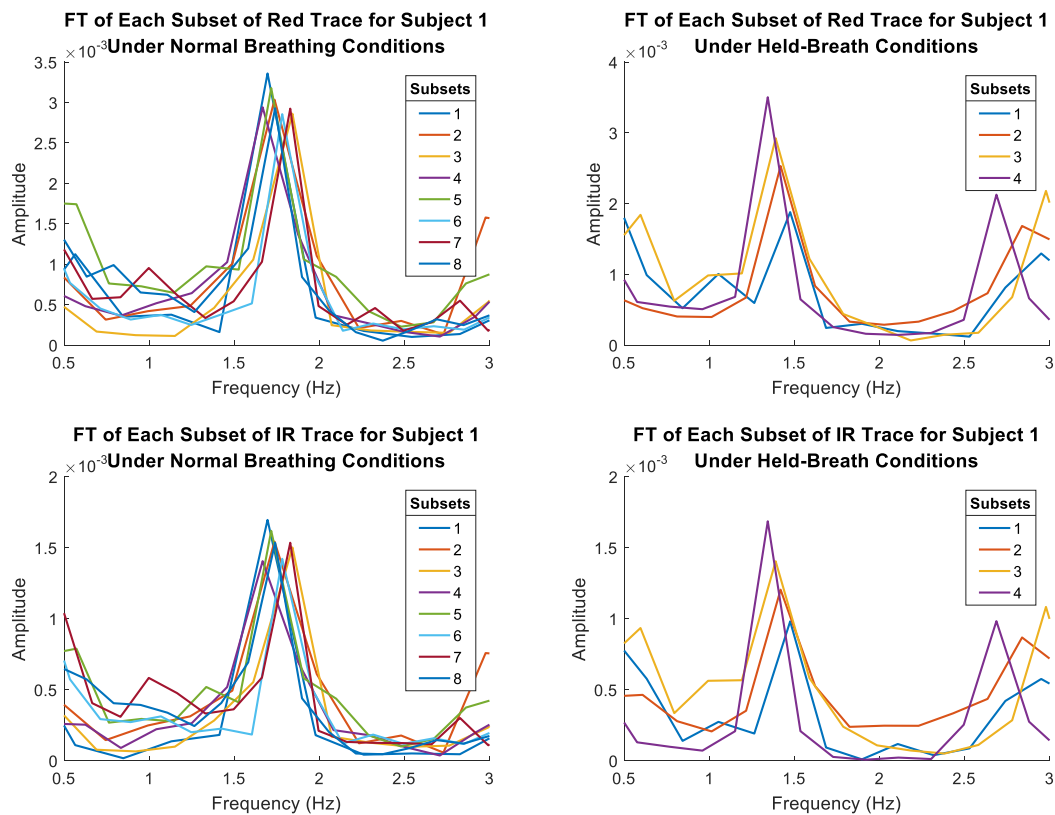 FT of Each Subset of Red Trace for Subject 1
Under Normal Breathing Conditions
×10-3
3.5
3
2.5
2
1.5
1
0.5
0
Amplitude
0.5 1 1.5 2 2.5 3
Frequency (Hz)
Subsets
1
2
3
4
5
6
7
8
FT of Each Subset of Red Trace for Subject 1
Under Held-Breath Conditions
×10-3
4
3
2
1
0
Amplitude
0.5 1 1.5 2 2.5 3
Frequency (Hz)
Subsets
1
2
3
4
FT of Each Subset of IR Trace for Subject 1
Under Normal Breathing Conditions
×10-3
2
1.5
1
0.5
0
Amplitude
0.5 1 1.5 2 2.5 3
Frequency (Hz)
Subsets
1
2
3
4
5
6
7
8
FT of Each Subset of IR Trace for Subject 1
Under Held-Breath Conditions
×10-3
2
1.5
1
0.5
0
Amplitude
0.5 1 1.5 2 2.5 3
Frequency (Hz)
Subsets
1
2
3
4